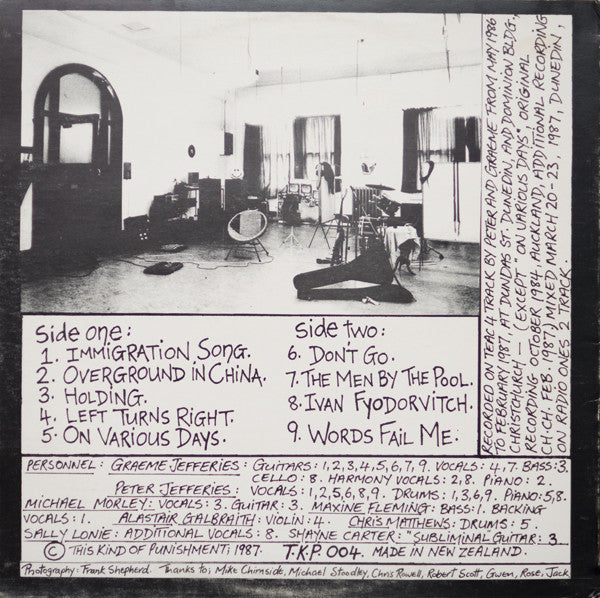 side one:
1. IMMIGRATION SONG.
2. OVERGROUND IN CHINA.
3. HOLDING.
4. LEFT TURNS RIGHT.
5: ON VARIOUS DAYS.
side two:
6. DON'T GO.
7. THE MEN BY THE POOL.
8. IVAN FYODORVITCH.
9. WORDS FAIL ME.
RECORDED ON TEAC 4 TRACK BY PETER AND GRAEME FROM MAY 1986
TO FEBRUARY 1987. AT DUNDAS ST. DUNEDIN, AND DOMINION BLDG.,
CHRISTCHURCH, – (EXCEPT "ON VARIOUS DAYS" ORIGINAL
RECORDING OCTOBER 1984 AUCKLAND, ADDITIONAL RECORDING
CH.CH. FEB. 1987.) MIXED MARCH 20-23, 1987, DUNEDIN,
ON RADIO ONES 2 TRACK.
PERSONNEL: GRAEME JEFFERIES: GUITARS: 1,2,3,4,5,6,7,9. VOCALS: 4,7. BASS: 3.
CELLO: 8. HARMONY VOCALS: 2,8. PIANO: 2.
PETER JEFFERIES: VOCALS: 1,2,5,6,8,9. DRUMS: 1,3,6,9. PIANO: 5,8.
MICHAEL MORLEY: VOCALS: 3. GUITAR: 3. MAXINE FLEMING: BASS: 1. BACKING
VOCALS: 1. ALASTAIR GALBRAITH: VIOLIN: 4. CHRIS MATTHEWS: DRUMS: 5
SALLY LONIE: ADDITIONAL VOCALS: 8. SHAYNE CARTER: "SUBLIMINAL GUITAR: 3
© THIS KIND OF PUNISHMENT; 1987. T.K.P. 004. MADE IN NEW ZEALAND.
Photography: Frank Shepherd. Thanks to; Mike Chirnside, Michael Stoodley, Chris Rowell, Robert Scott, Gwen, Rose, Jack